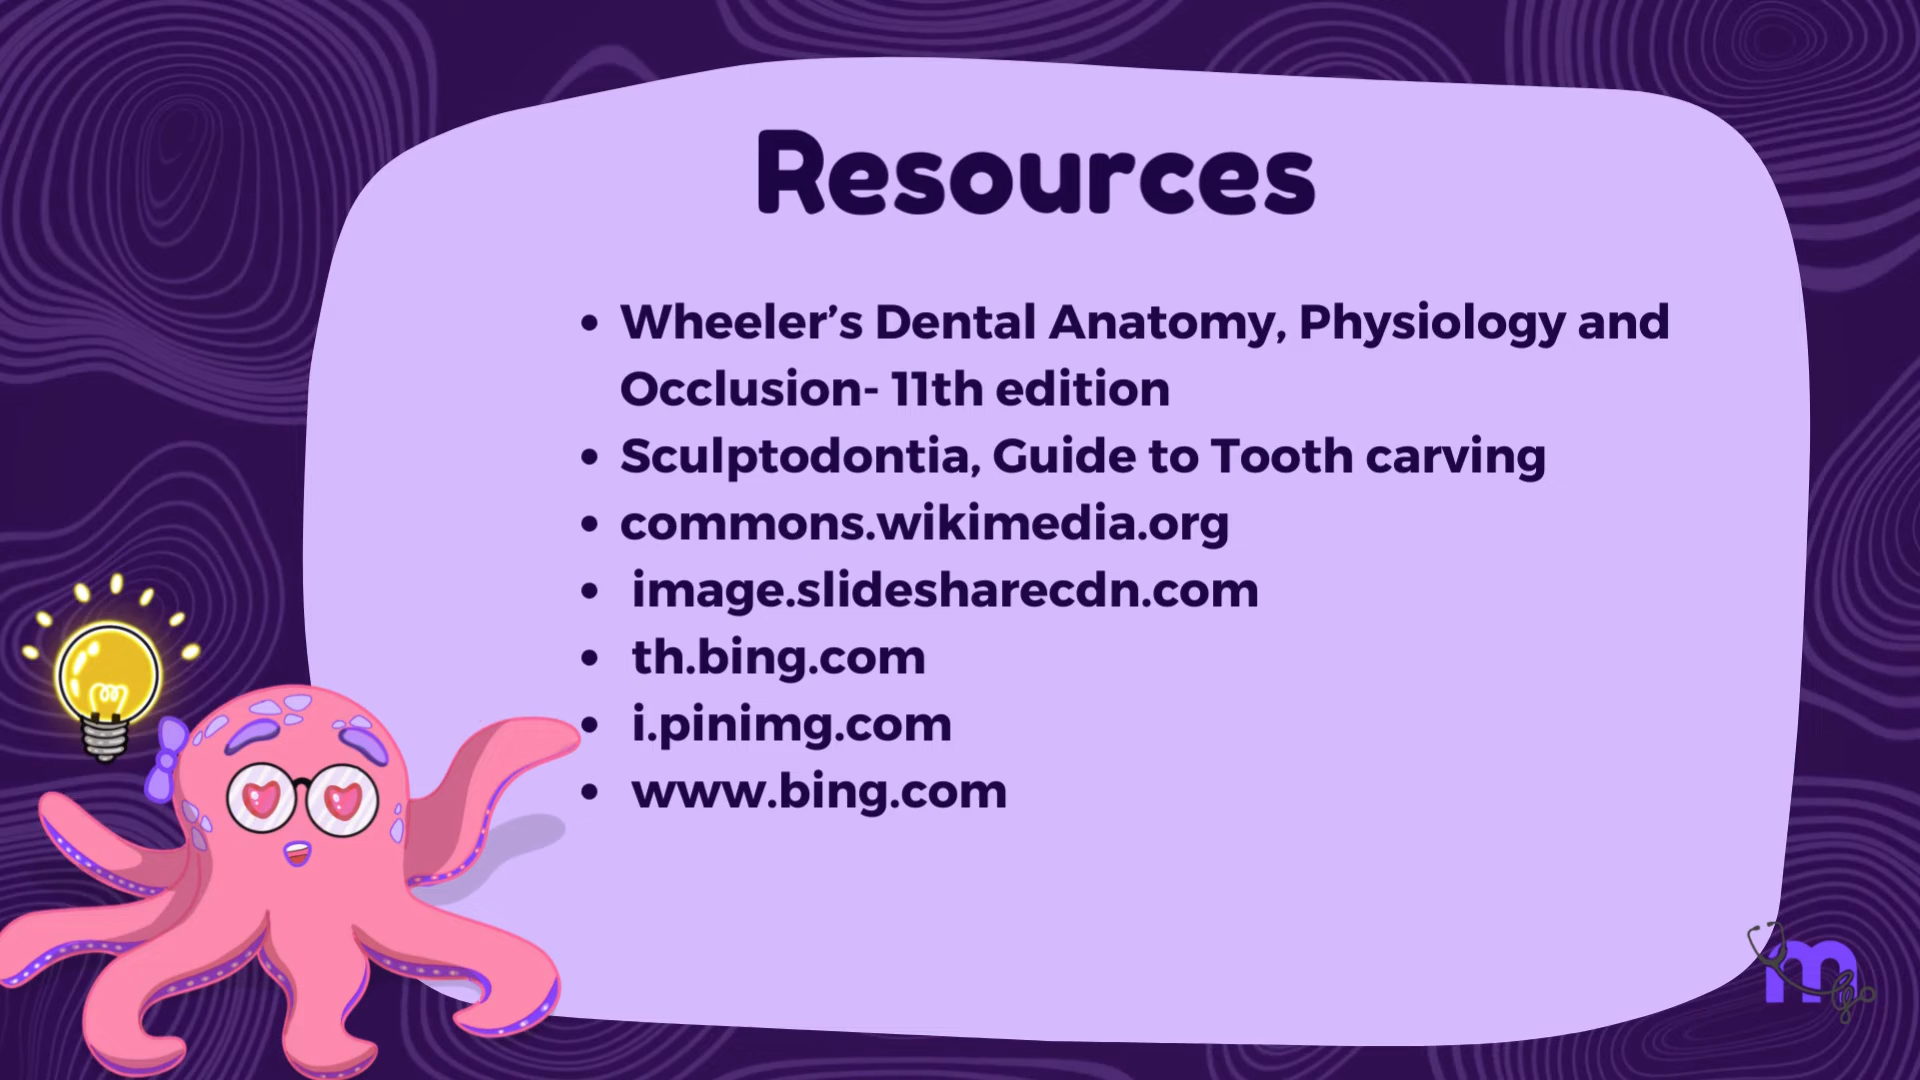 Resources
• Wheeler’s Dental Anatomy, Physiology and
Occlusion- 11th edition
• Sculptodontia, Guide to Tooth carving
• commons.wikimedia.org
• image.slidesharecdn.com
• th.bing.com
• i.pinimg.com
• www.bing.com
m
go